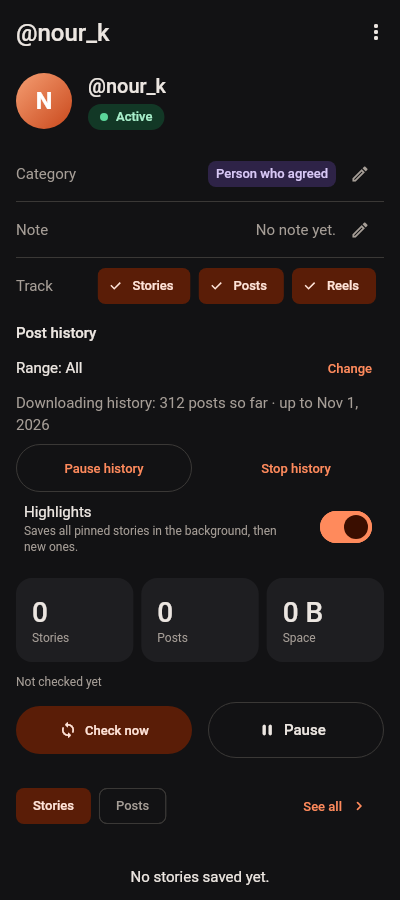 @nour_k
N
@nour_k
Active
Category
Person who agreed
Note
No note yet.
Track
Stories
Posts
Reels
Post history
Range: All
Change
Downloading history: 312 posts so far · up to Nov 1,
2026
Pause history
Stop history
Highlights
Saves all pinned stories in the background, then
new ones.
0
Stories
0
Posts
0 B
Space
Not checked yet
Check now
Pause
Stories
Posts
See all
No stories saved yet.